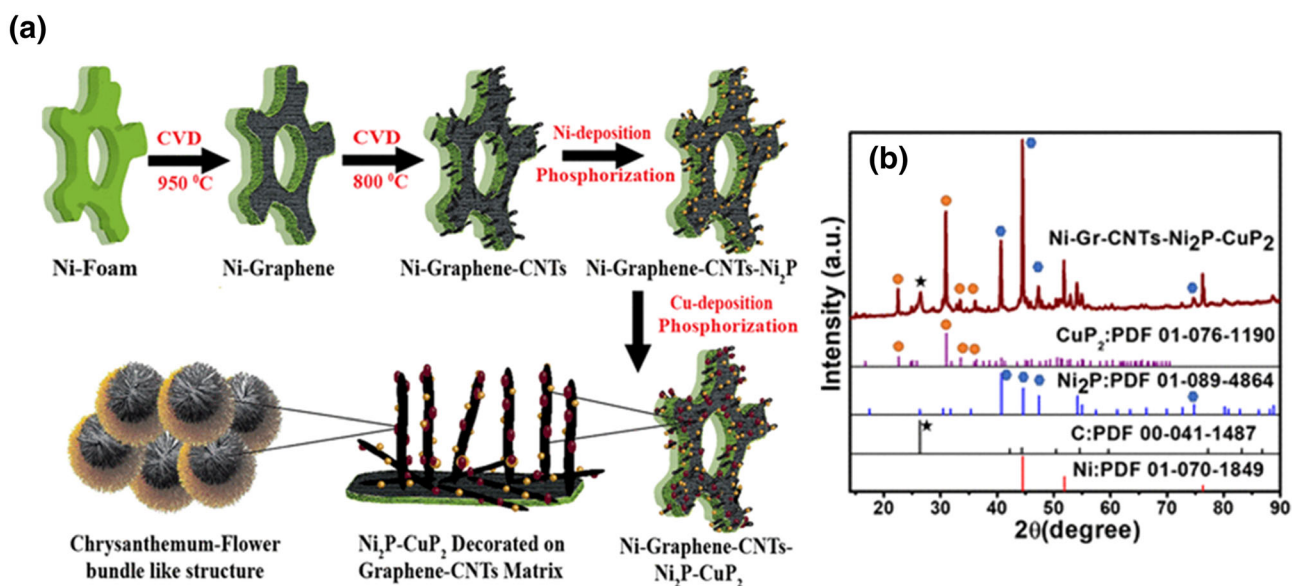 (a)
CVD
950 ⁰C
CVD
800 ⁰C
Ni-deposition
Phosphorization
Ni-Foam
Ni-Graphene
Ni-Graphene-CNTs
Ni-Graphene-CNTs-Ni₂P
Cu-deposition
Phosphorization
Chrysanthemum-Flower
bundle like structure
Ni₂P-CuP₂ Decorated on
Graphene-CNTs Matrix
Ni-Graphene-CNTs-
Ni₂P-CuP₂
(b)
Intensity (a.u.)
Ni-Gr-CNTs-Ni₂P-CuP₂
CuP₂:PDF 01-076-1190
Ni₂P:PDF 01-089-4864
C:PDF 00-041-1487
Ni:PDF 01-070-1849
20 30 40 50 60 70 80 90
2θ(degree)